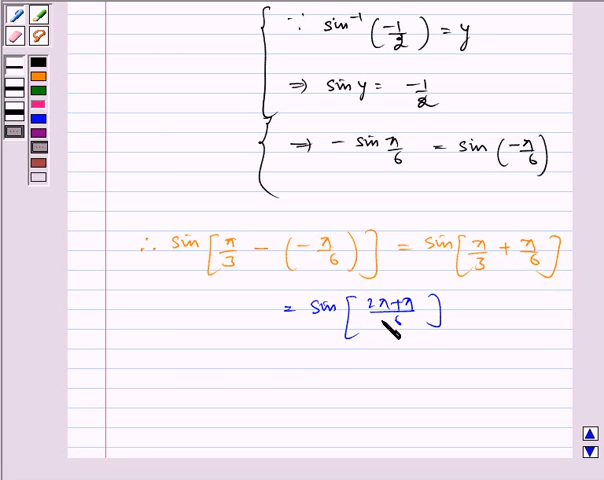 ∵ sin⁻¹(-1/2) = y
⇒ sin y = -1/2
⇒ - sin π/6 = sin (-π/6)
∴ sin[π/3 - (-π/6)] = sin[π/3 + π/6]
= sin [2π+π/6]